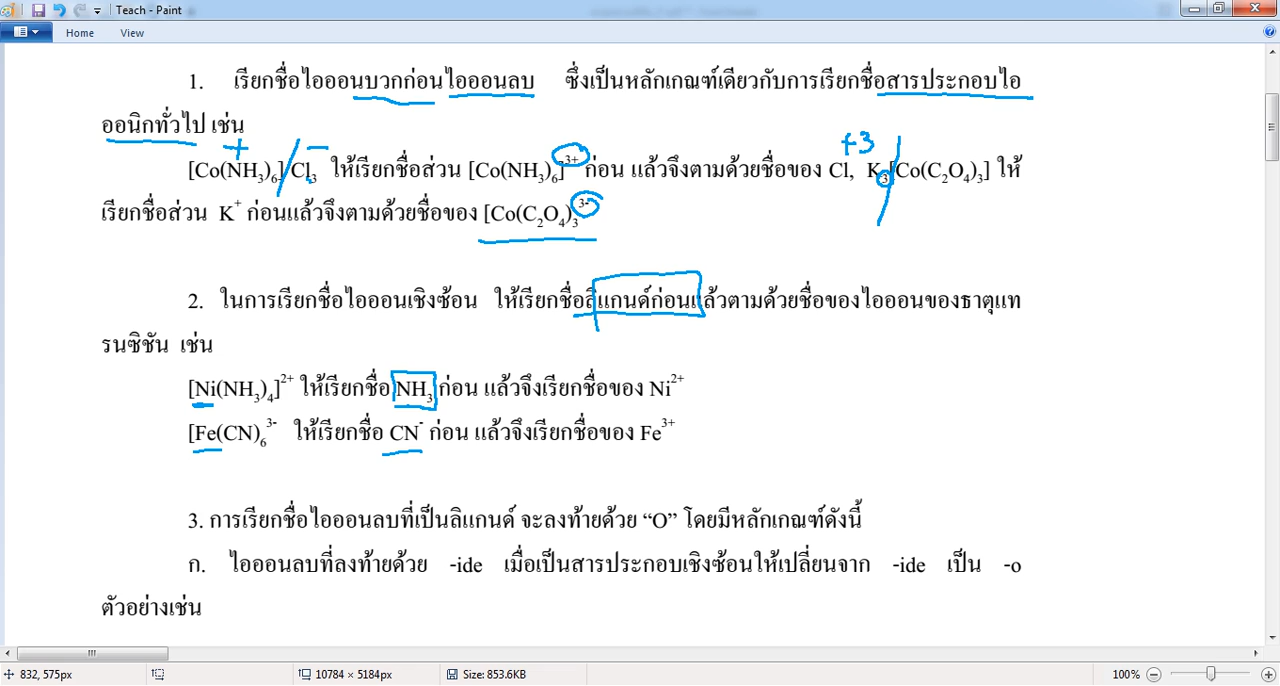 Teach - Paint
Home View
1. เรียกชื่อไอออนบวกก่อนไอออนลบ ซึ่งเป็นหลักเกณฑ์เดียวกับการเรียกชื่อสารประกอบไอ
ออนิกทั่วไป เช่น
+ − +3
[Co(NH₃)₆]Cl₃ ให้เรียกชื่อส่วน [Co(NH₃)₆]³⁺ ก่อน แล้วจึงตามด้วยชื่อของ Cl, K₃[Co(C₂O₄)₃] ให้
เรียกชื่อส่วน K⁺ ก่อนแล้วจึงตามด้วยชื่อของ [Co(C₂O₄)₃³⁻
2. ในการเรียกชื่อไอออนเชิงซ้อน ให้เรียกชื่อลิแกนด์ก่อนแล้วตามด้วยชื่อของไอออนของธาตุแท
รนซิชัน เช่น
[Ni(NH₃)₄]²⁺ ให้เรียกชื่อ NH₃ ก่อน แล้วจึงเรียกชื่อของ Ni²⁺
[Fe(CN)₆³⁻ ให้เรียกชื่อ CN⁻ ก่อน แล้วจึงเรียกชื่อของ Fe³⁺
3. การเรียกชื่อไอออนลบที่เป็นลิแกนด์ จะลงท้ายด้วย “O” โดยมีหลักเกณฑ์ดังนี้
ก. ไอออนลบที่ลงท้ายด้วย -ide เมื่อเป็นสารประกอบเชิงซ้อนให้เปลี่ยนจาก -ide เป็น -o
ตัวอย่างเช่น
832, 575px 10784 × 5184px Size: 853.6KB 100%